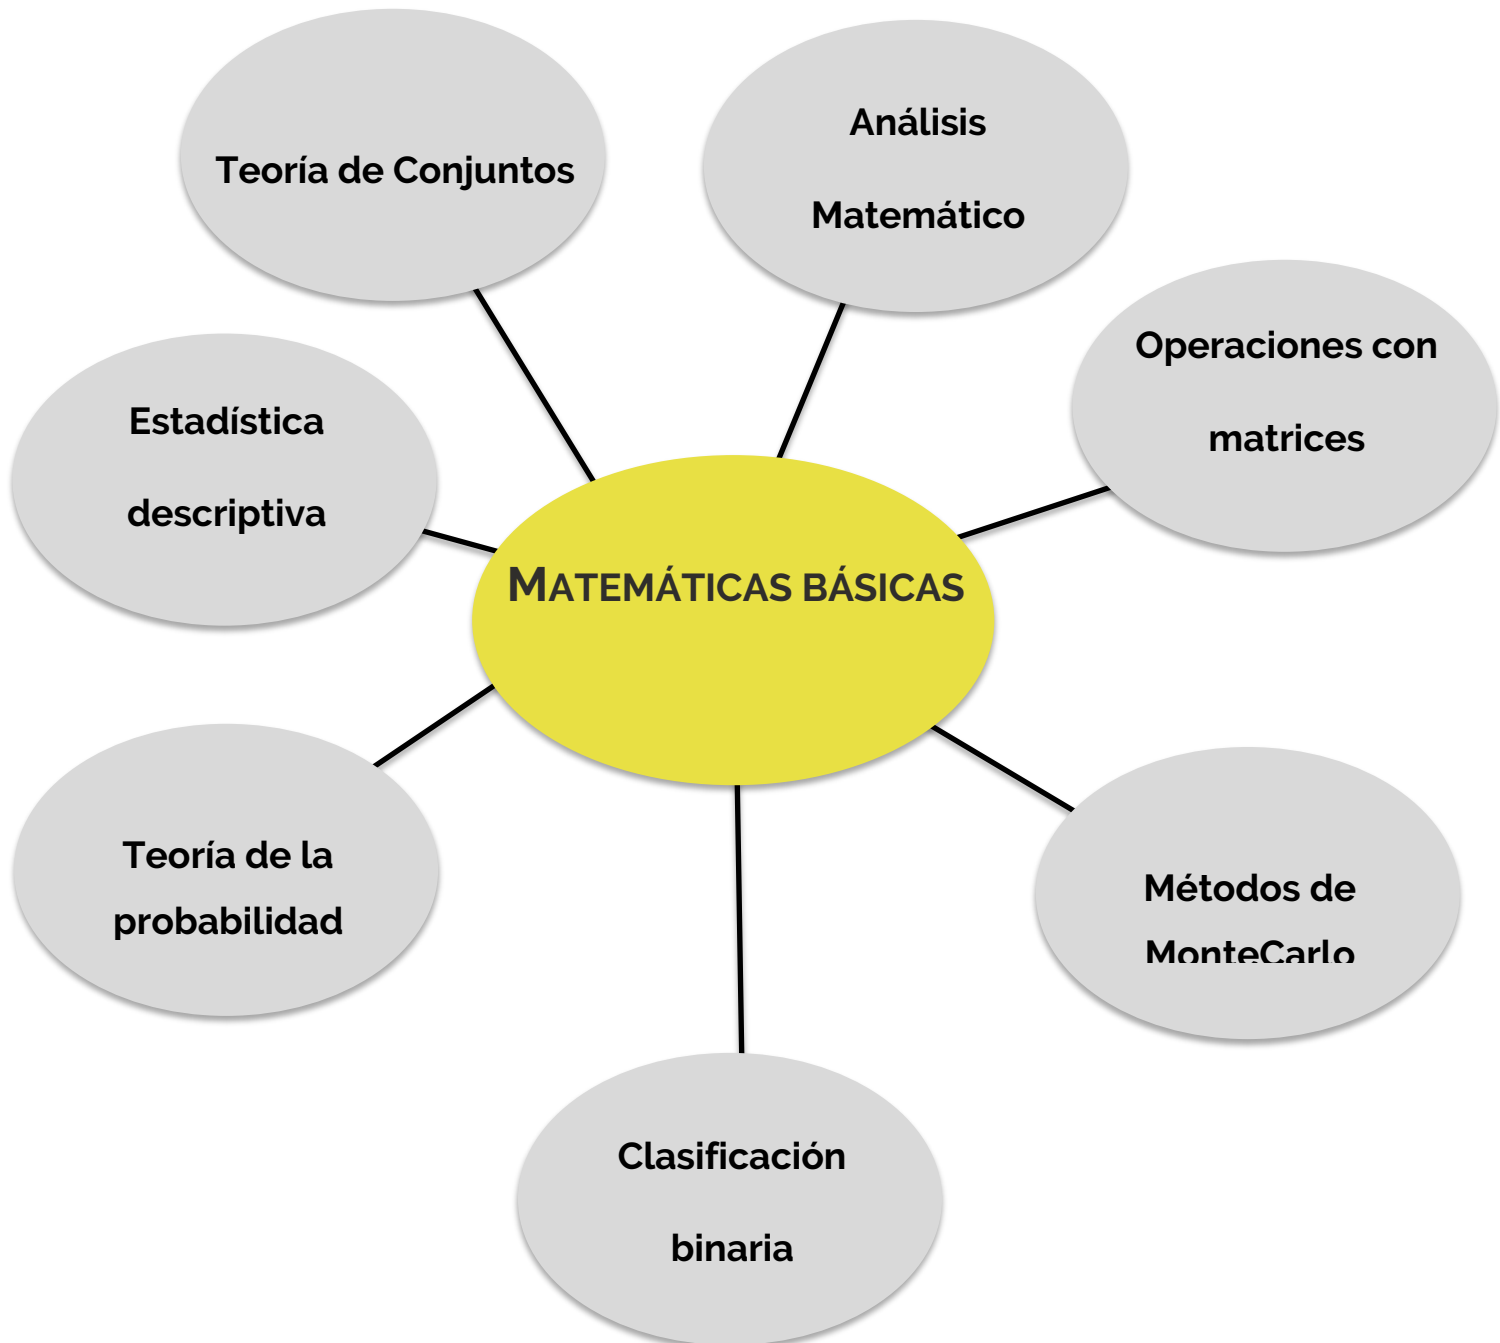 Teoría de Conjuntos
Análisis
Matemático
Operaciones con
matrices
Estadística
descriptiva
MATEMÁTICAS BÁSICAS
Teoría de la
probabilidad
Métodos de
MonteCarlo
Clasificación
binaria